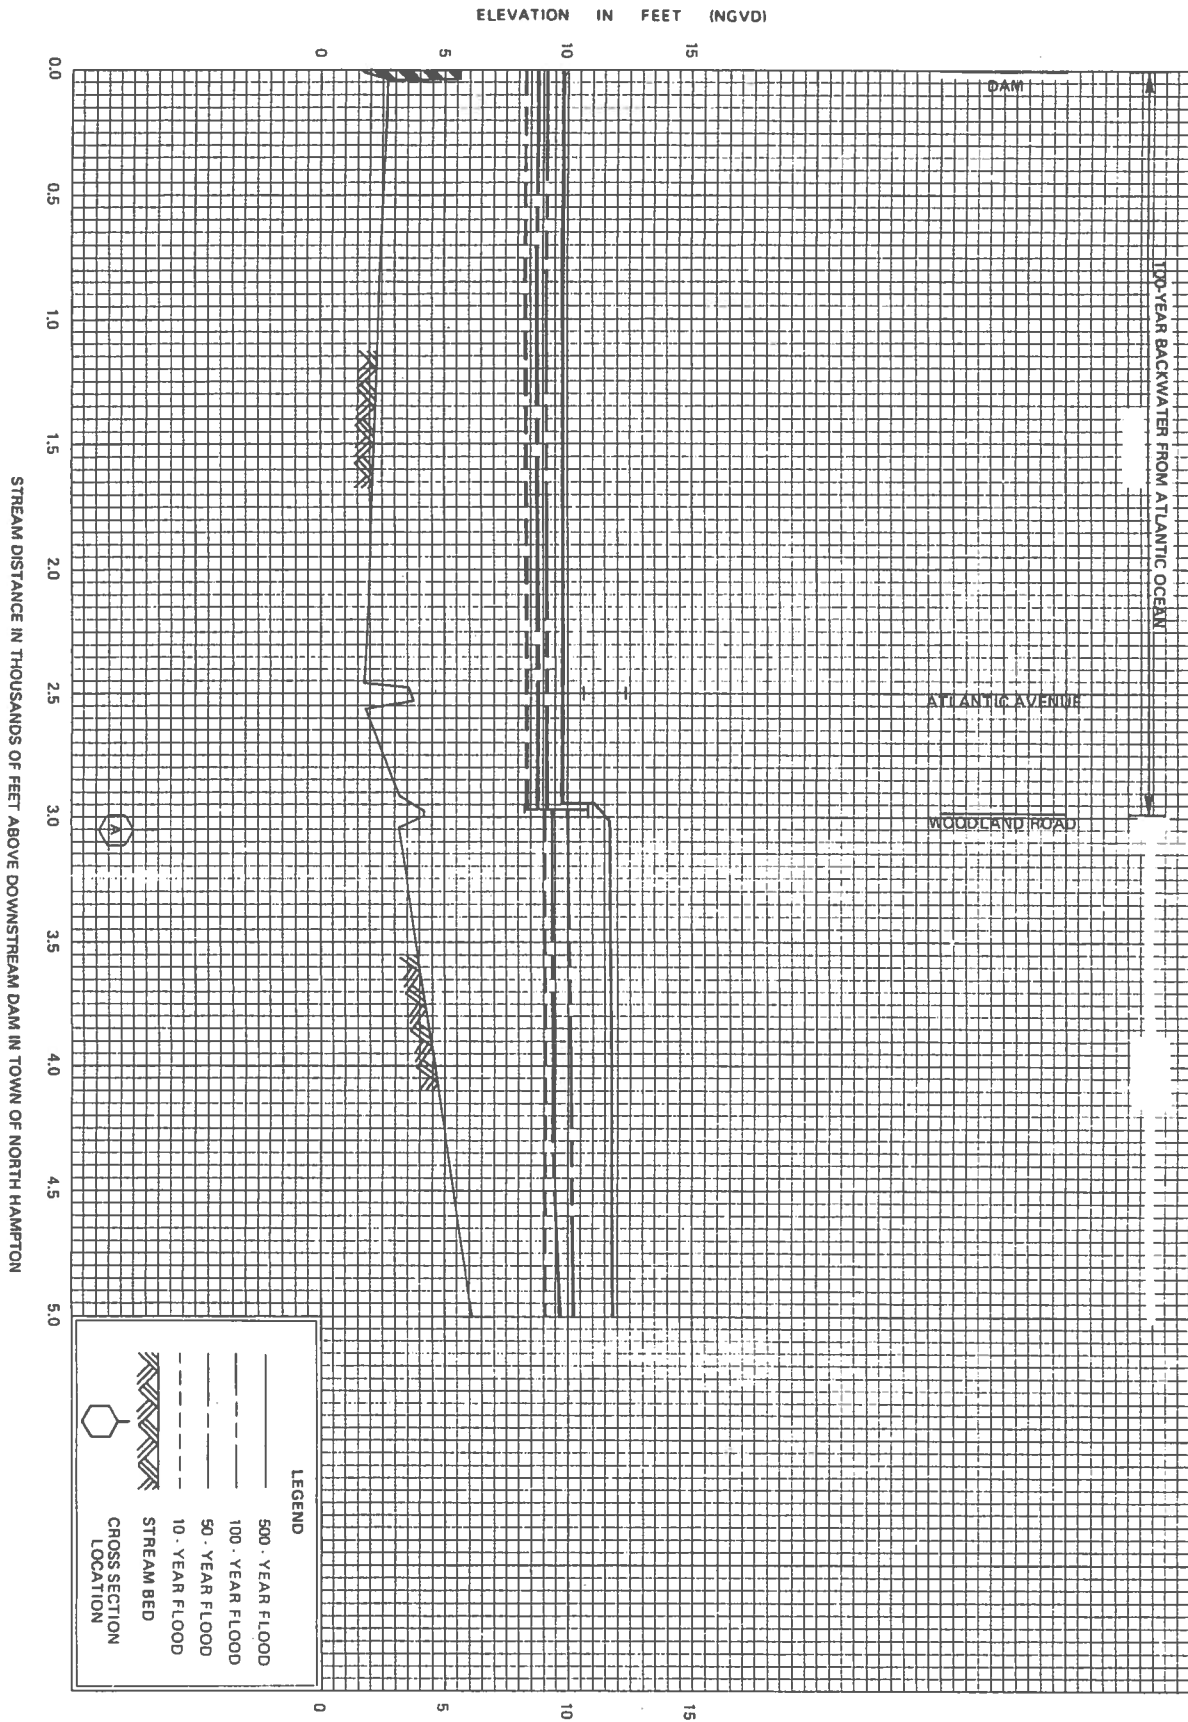 ELEVATION IN FEET (NGVD)
0
5
10
15
0.0
0.5
1.0
1.5
2.0
2.5
3.0
3.5
4.0
4.5
5.0
STREAM DISTANCE IN THOUSANDS OF FEET ABOVE DOWNSTREAM DAM IN TOWN OF NORTH HAMPTON
DAM
100-YEAR BACKWATER FROM ATLANTIC OCEAN
ATLANTIC AVENUE
WOODLAND ROAD
A
LEGEND
500 - YEAR FLOOD
100 - YEAR FLOOD
50 - YEAR FLOOD
10 - YEAR FLOOD
STREAM BED
CROSS SECTION
LOCATION
0
5
10
15